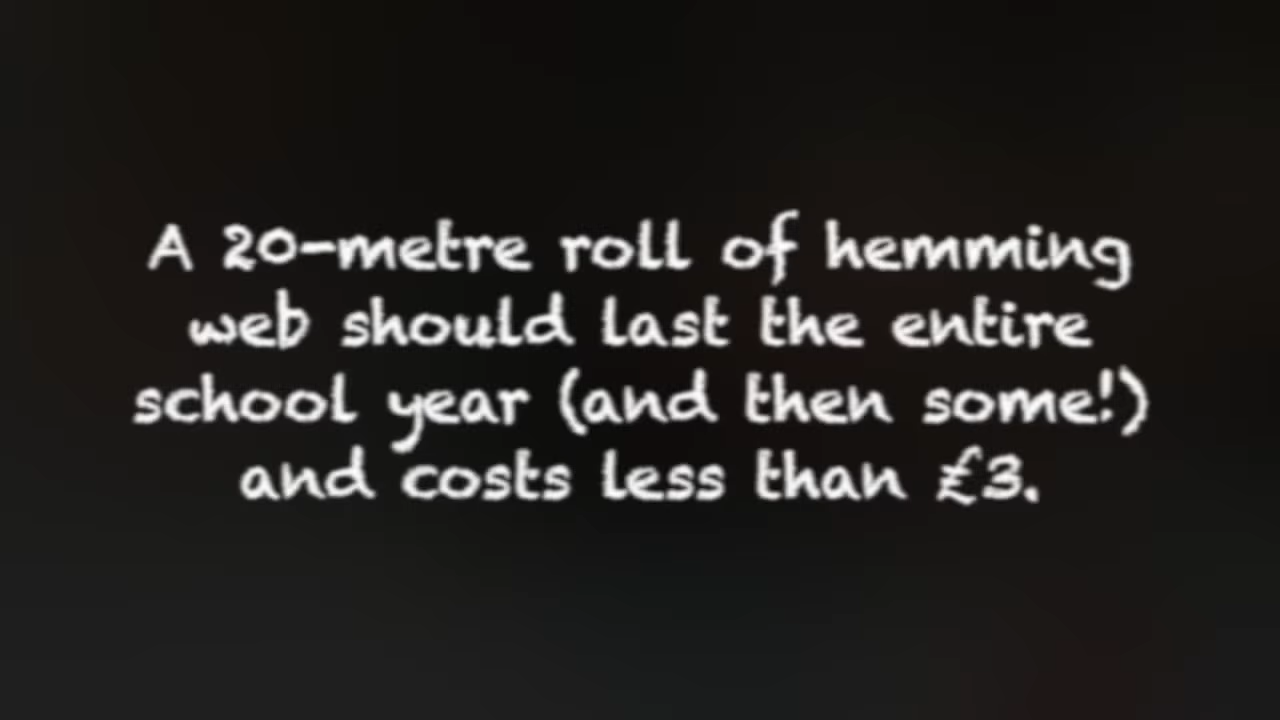 A 20-metre roll of hemming
web should last the entire
school year (and then some!)
and costs less than £3.